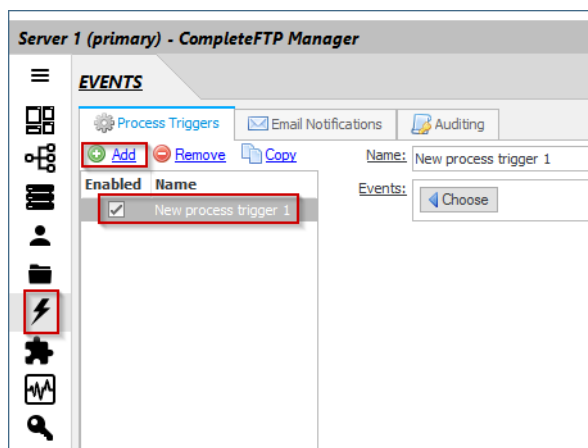 Server 1 (primary) - CompleteFTP Manager
EVENTS
Process Triggers Email Notifications Auditing
Add Remove Copy Name: New process trigger 1
Enabled Name Events: Choose
New process trigger 1